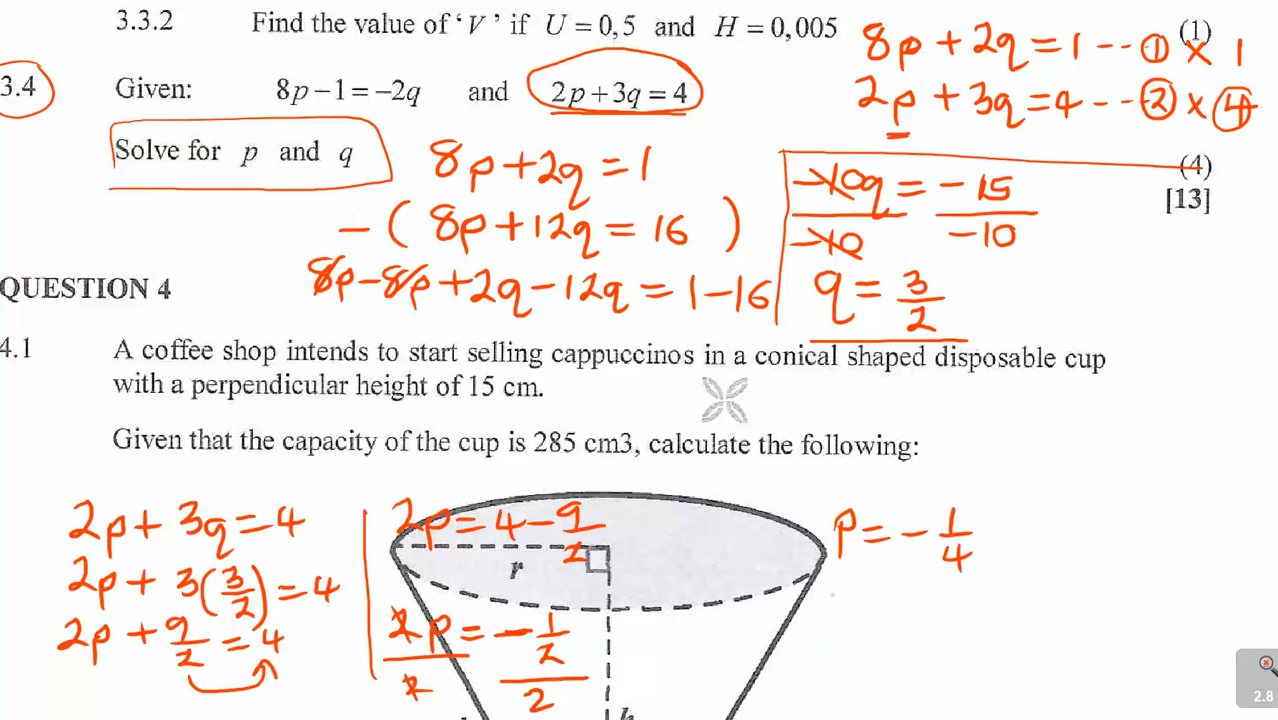 3.3.2 Find the value of ‘V’ if U = 0,5 and H = 0,005 (1)
8p + 2q = 1 -- ① × 1
3.4 Given: 8p − 1 = −2q and 2p + 3q = 4
2p + 3q = 4 -- ② × ④
Solve for p and q (4)
[13]
8p + 2q = 1
− ( 8p + 12q = 16 )
8p − 8p + 2q − 12q = 1 − 16
−10q = −15
−10 −10
q = 3/2
QUESTION 4
4.1 A coffee shop intends to start selling cappuccinos in a conical shaped disposable cup
with a perpendicular height of 15 cm.
Given that the capacity of the cup is 285 cm3, calculate the following:
2p + 3q = 4
2p + 3(3/2) = 4
2p + 9/2 = 4
2p = 4 − 9/2
r
2p = −1/2
2 2
p = −1/4
2.8